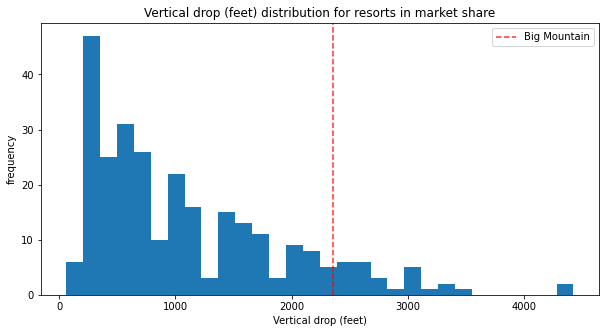 Vertical drop (feet) distribution for resorts in market share
Big Mountain
frequency
40
30
20
10
0
0 1000 2000 3000 4000
Vertical drop (feet)